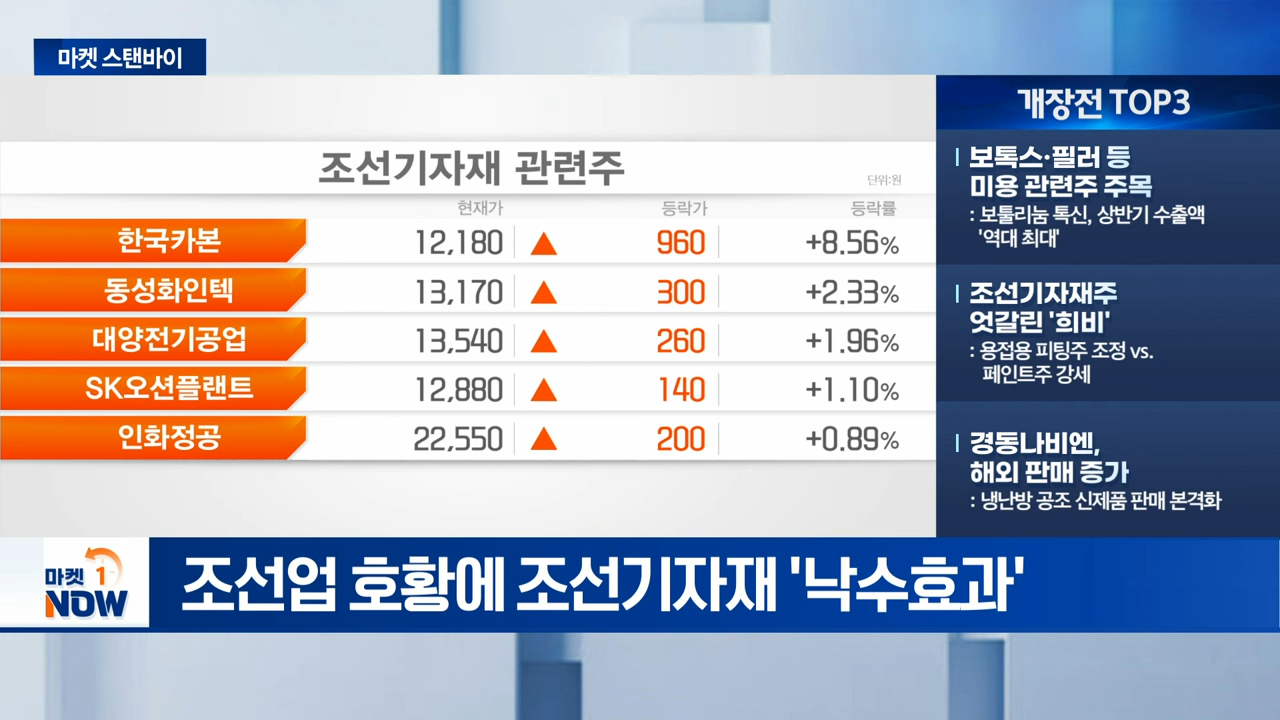 마켓 스탠바이
조선기자재 관련주
단위:원
현재가 등락가 등락률
한국카본 12,180 ▲ 960 +8.56%
동성화인텍 13,170 ▲ 300 +2.33%
대양전기공업 13,540 ▲ 260 +1.96%
SK오션플랜트 12,880 ▲ 140 +1.10%
인화정공 22,550 ▲ 200 +0.89%
개장전 TOP3
보톡스·필러 등
미용 관련주 주목
: 보툴리눔 톡신, 상반기 수출액
'역대 최대'
조선기자재주
엇갈린 '희비'
: 용접용 피팅주 조정 vs.
페인트주 강세
경동나비엔,
해외 판매 증가
: 냉난방 공조 신제품 판매 본격화
마켓 1
NOW
조선업 호황에 조선기자재 '낙수효과'